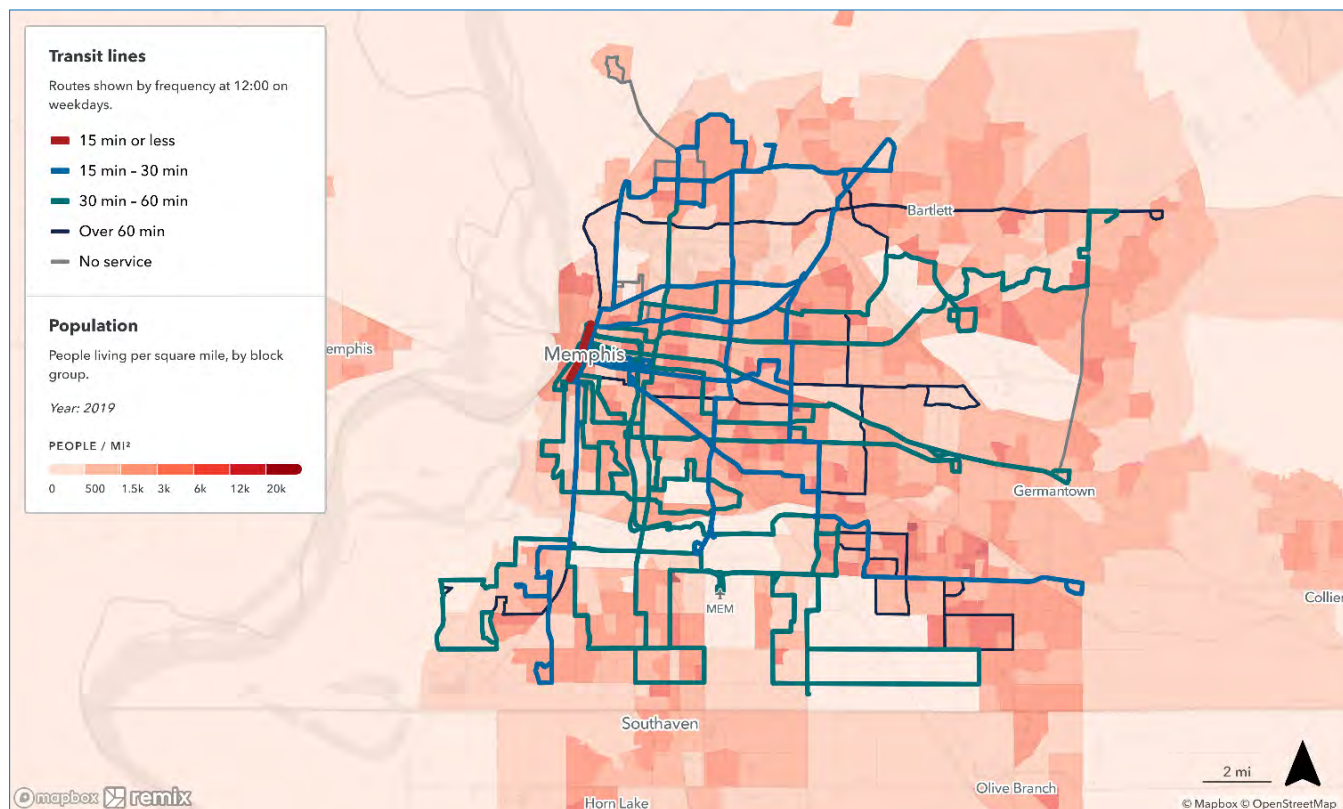 Transit lines
Routes shown by frequency at 12:00 on
weekdays.
15 min or less
15 min – 30 min
30 min – 60 min
Over 60 min
No service
Population
People living per square mile, by block
group.
Year: 2019
PEOPLE / MI²
0 500 1.5k 3k 6k 12k 20k
Bartlett
emphis
Memphis
Germantown
MEM
Collier
Southaven
Olive Branch
Horn Lake
2 mi
mapbox remix
© Mapbox © OpenStreetMap